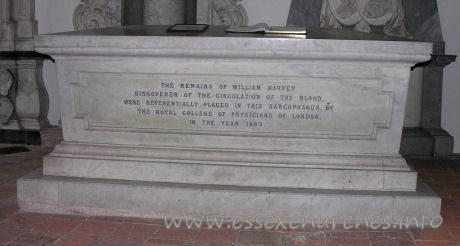 THE REMAINS OF WILLIAM HARVEY
DISCOVERER OF THE CIRCULATION OF THE BLOOD,
WERE REVERENTIALLY PLACED IN THIS SARCOPHAGUS, BY
THE ROYAL COLLEGE OF PHYSICIANS OF LONDON,
IN THE YEAR 1883
www.essexchurches.info